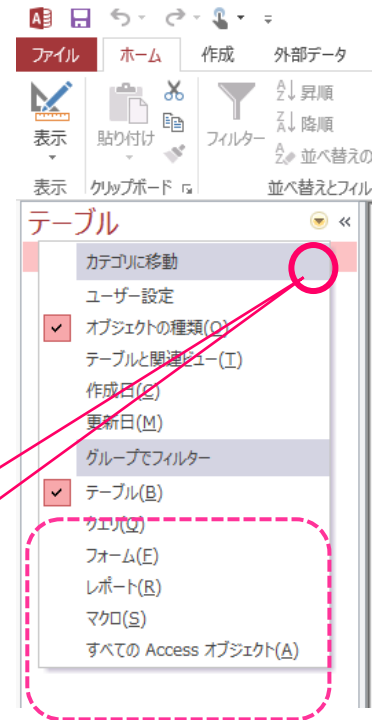 ファイル ホーム 作成 外部データ
表示 貼り付け フィルター 昇順
降順
並べ替えの
表示 クリップボード 並べ替えとフィル
テーブル
カテゴリに移動
ユーザー設定
オブジェクトの種類(O)
テーブルと関連ビュー(T)
作成日(C)
更新日(M)
グループでフィルター
テーブル(B)
クエリ(Q)
フォーム(F)
レポート(R)
マクロ(S)
すべての Access オブジェクト(A)